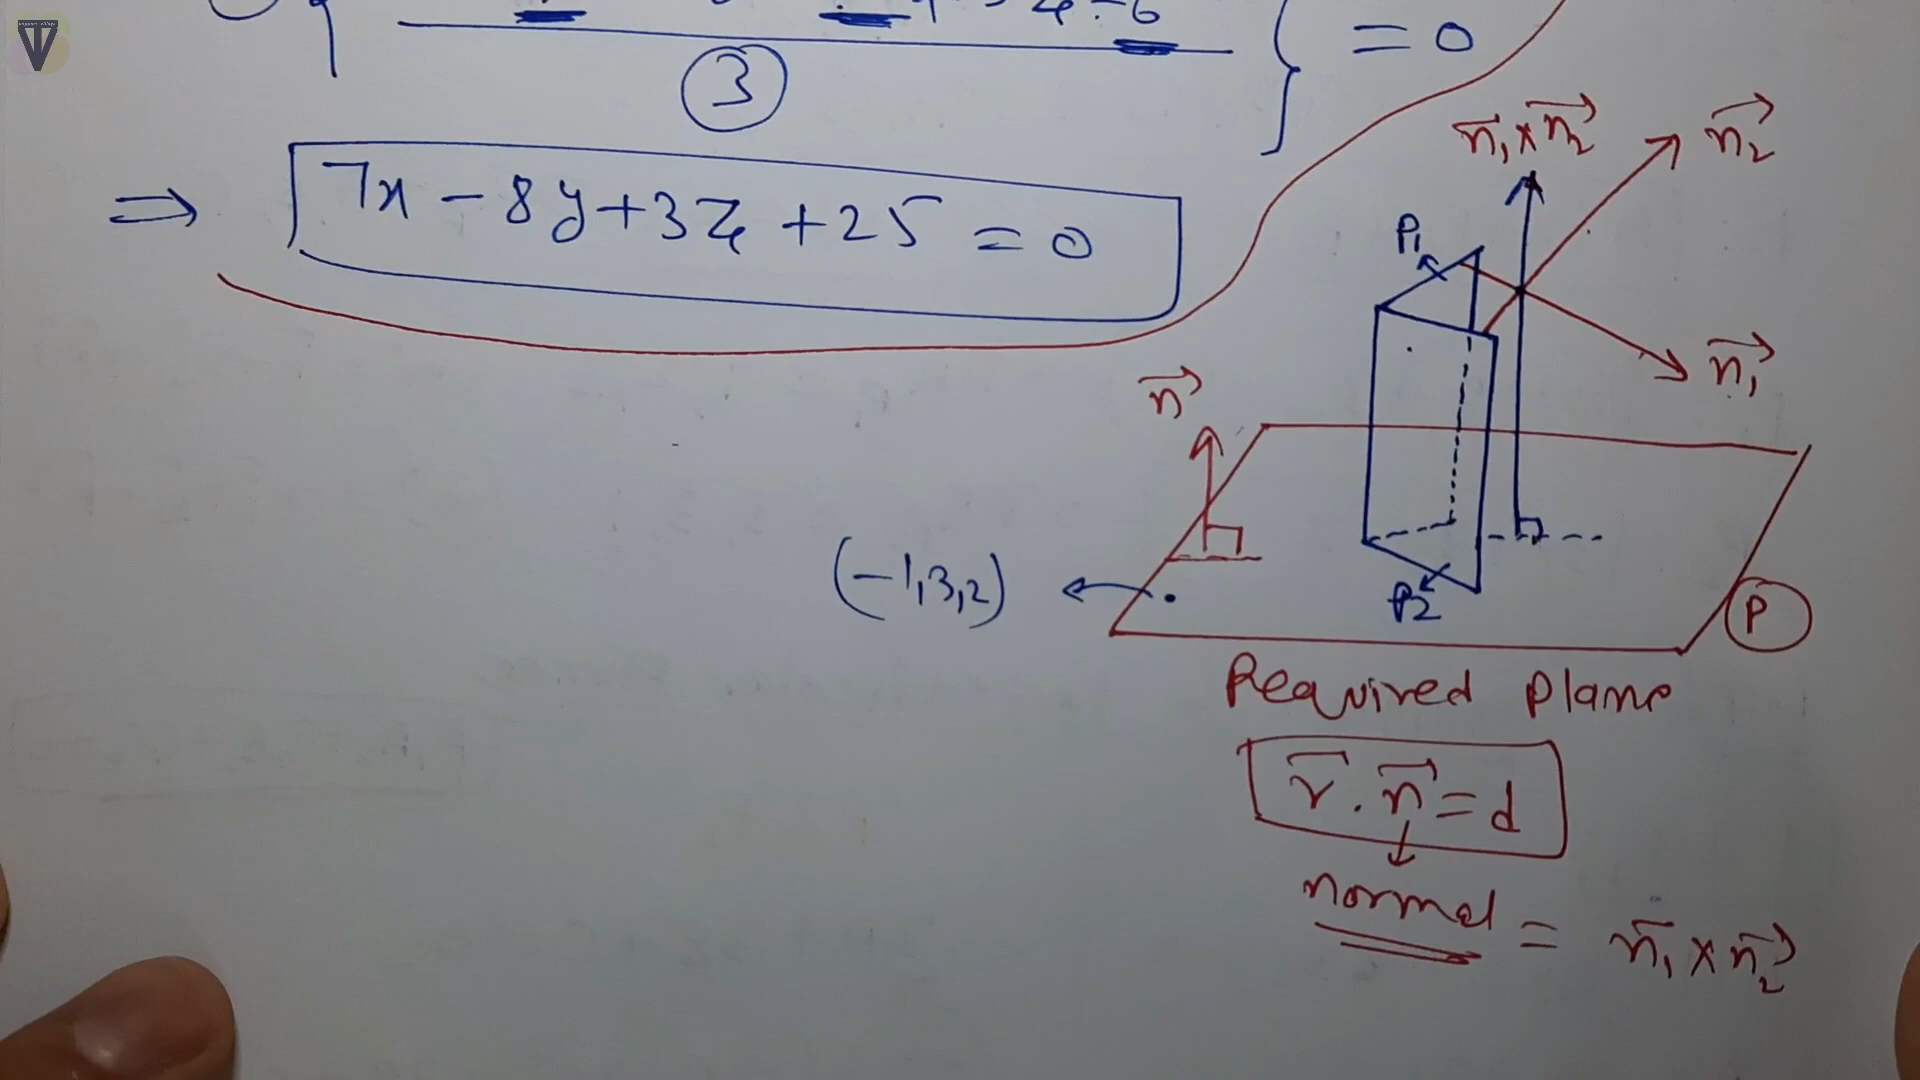 = 0
3
⇒ 7x - 8y + 3z + 25 = 0
n₁ × n₂
n₂
P₁
n₁
n
(-1,3,2)
P2
P
Required plane
r . n = d
normal = n₁ × n₂